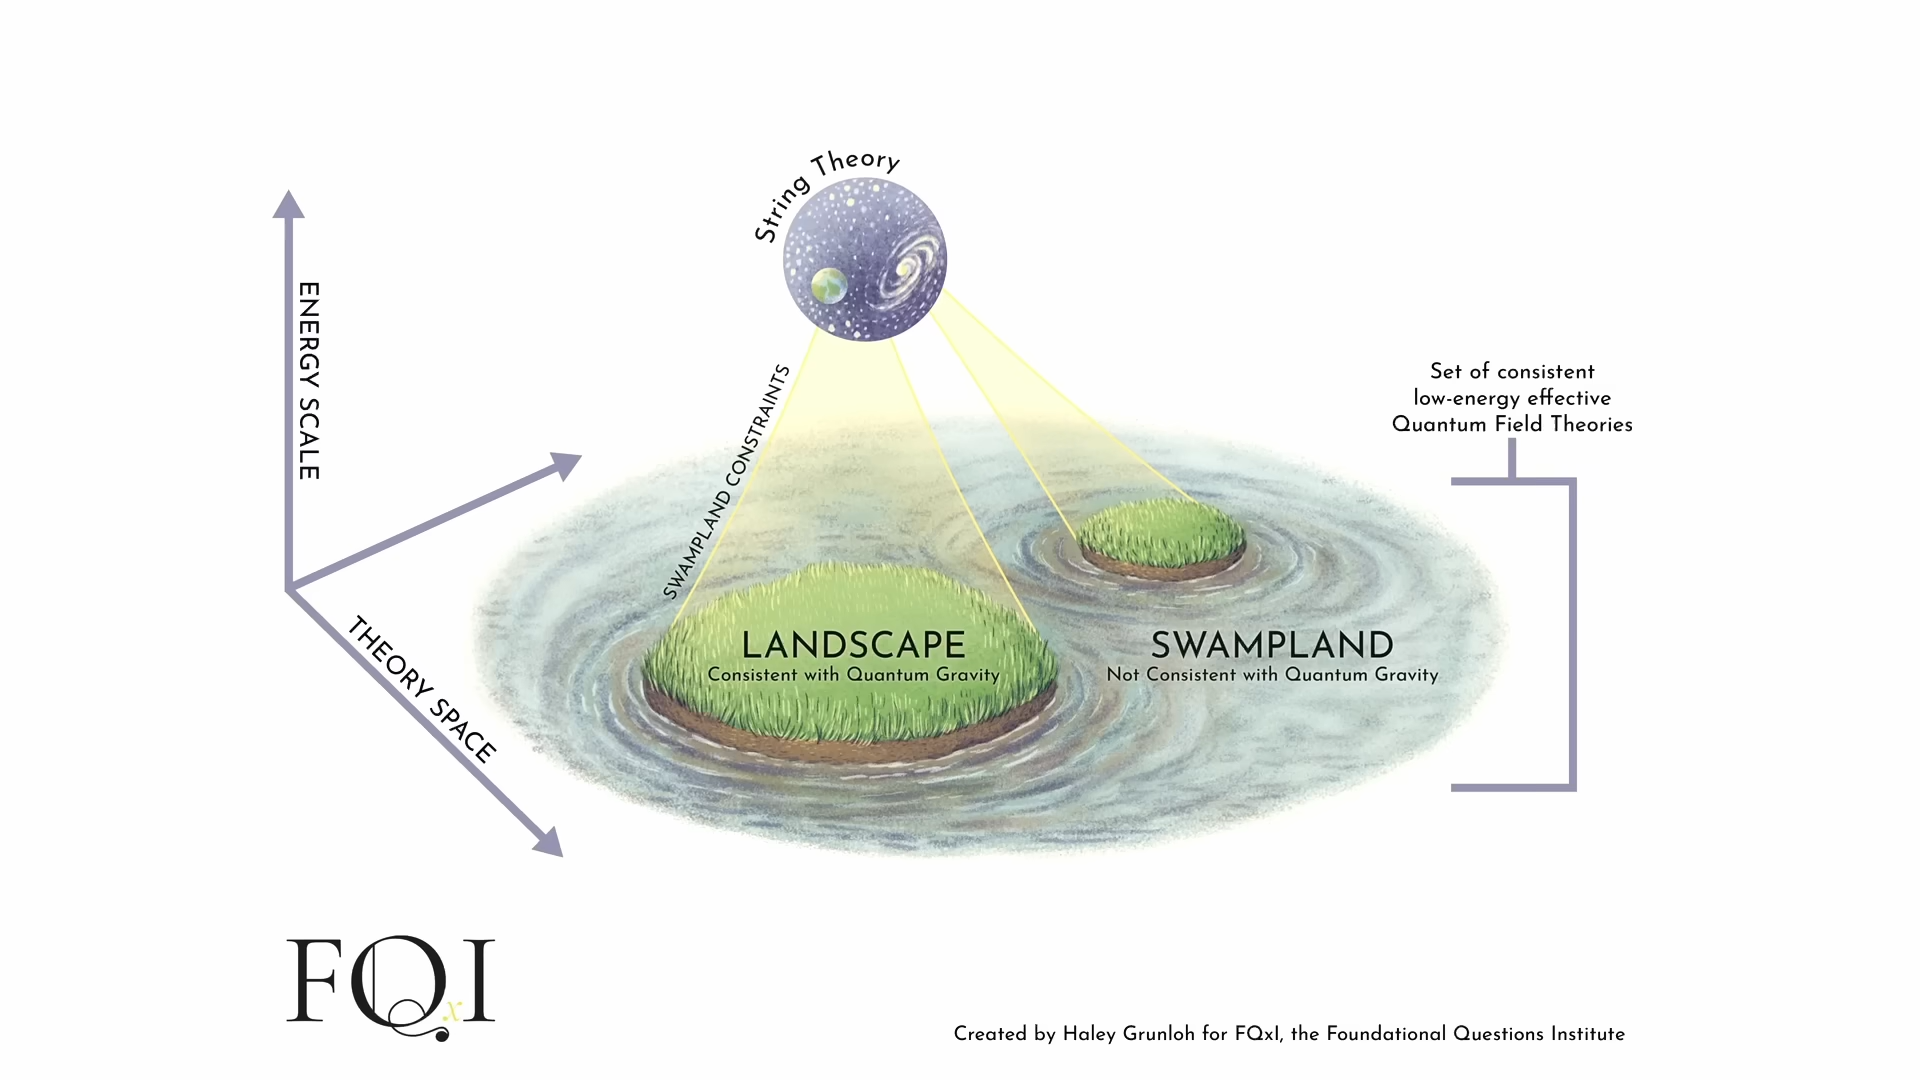 String Theory
ENERGY SCALE
SWAMPLAND CONSTRAINTS
Set of consistent
low-energy effective
Quantum Field Theories
THEORY SPACE
LANDSCAPE
Consistent with Quantum Gravity
SWAMPLAND
Not Consistent with Quantum Gravity
FQxI
Created by Haley Grunloh for FQxI, the Foundational Questions Institute